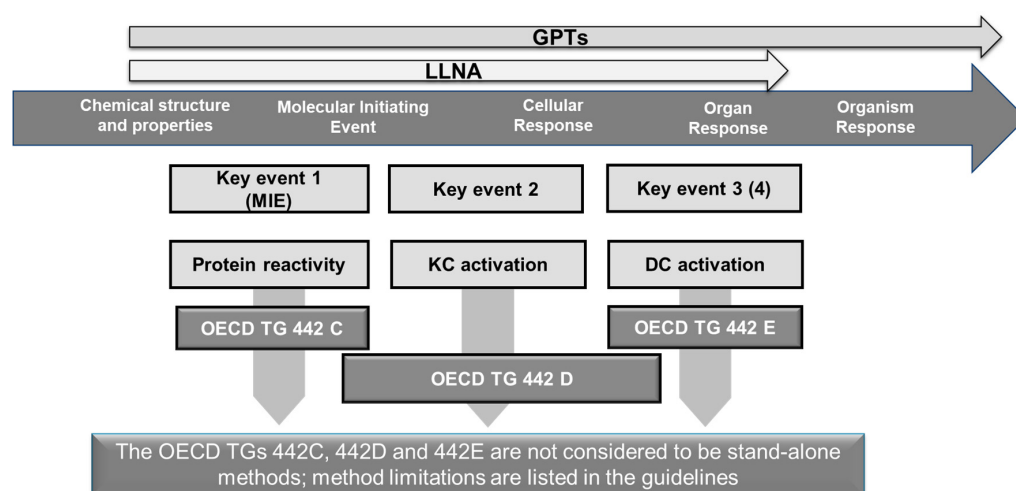 GPTs
LLNA
Chemical structure
and properties
Molecular Initiating
Event
Cellular
Response
Organ
Response
Organism
Response
Key event 1
(MIE)
Key event 2
Key event 3 (4)
Protein reactivity
KC activation
DC activation
OECD TG 442 C
OECD TG 442 E
OECD TG 442 D
The OECD TGs 442C, 442D and 442E are not considered to be stand-alone
methods; method limitations are listed in the guidelines